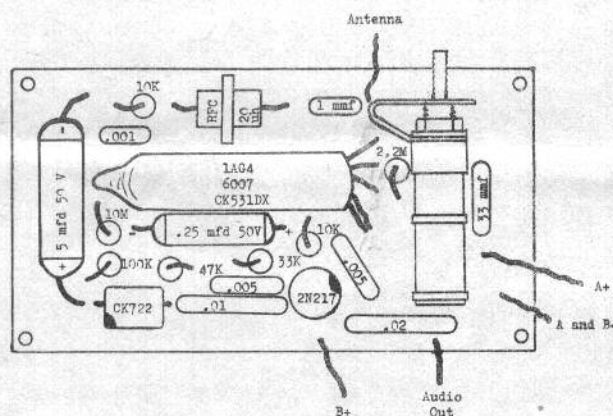 Antenna
10K
RFC
20
1 mmf
.001
5 mfd 50 V
-
+
1AG4
6007
CK531DX
2.2M
33 mmf
10M
- .25 mfd 50V +
10K
100K
47K
33K
.005
.005
CK722
.01
2N217
.02
A+
A and B-
B+
Audio
Out